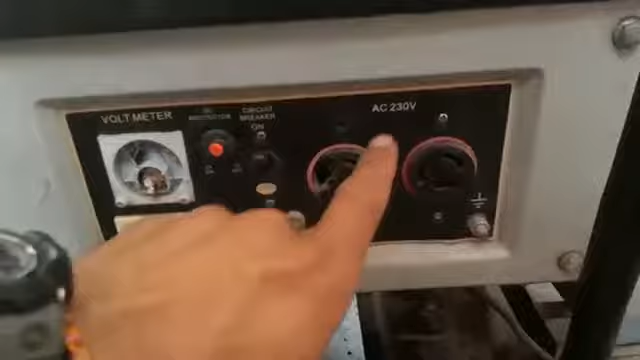 VOLT METER
CIRCUIT
BREAKER
ON
AC 230V